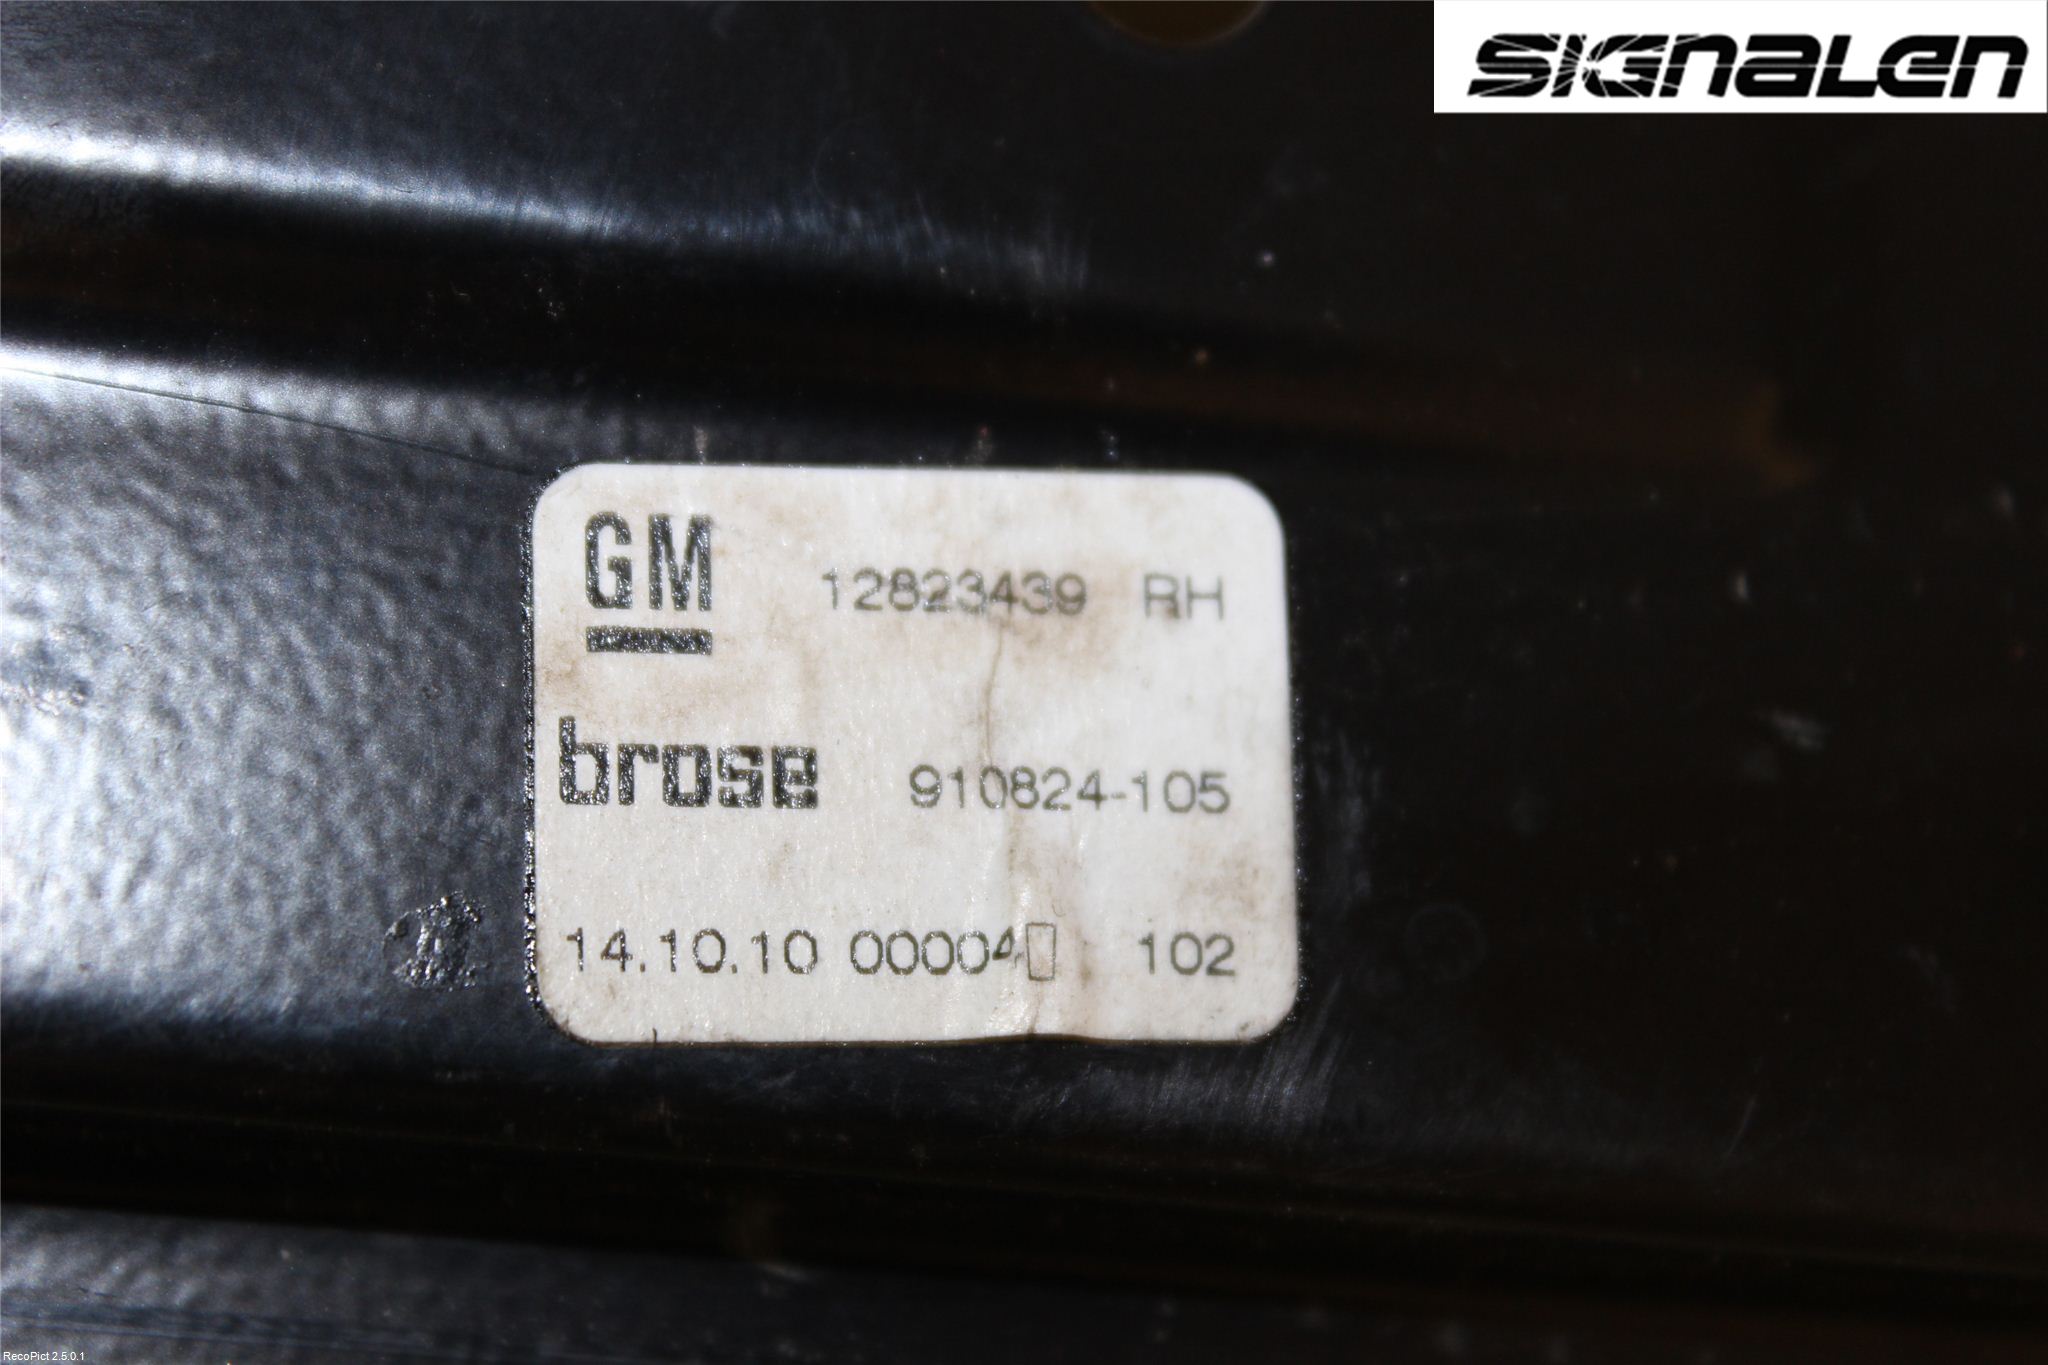 SIGNALEN
GM 12823439 RH
brose 910824-105
14.10.10 00004 102
RecoPict 2.5.0.1